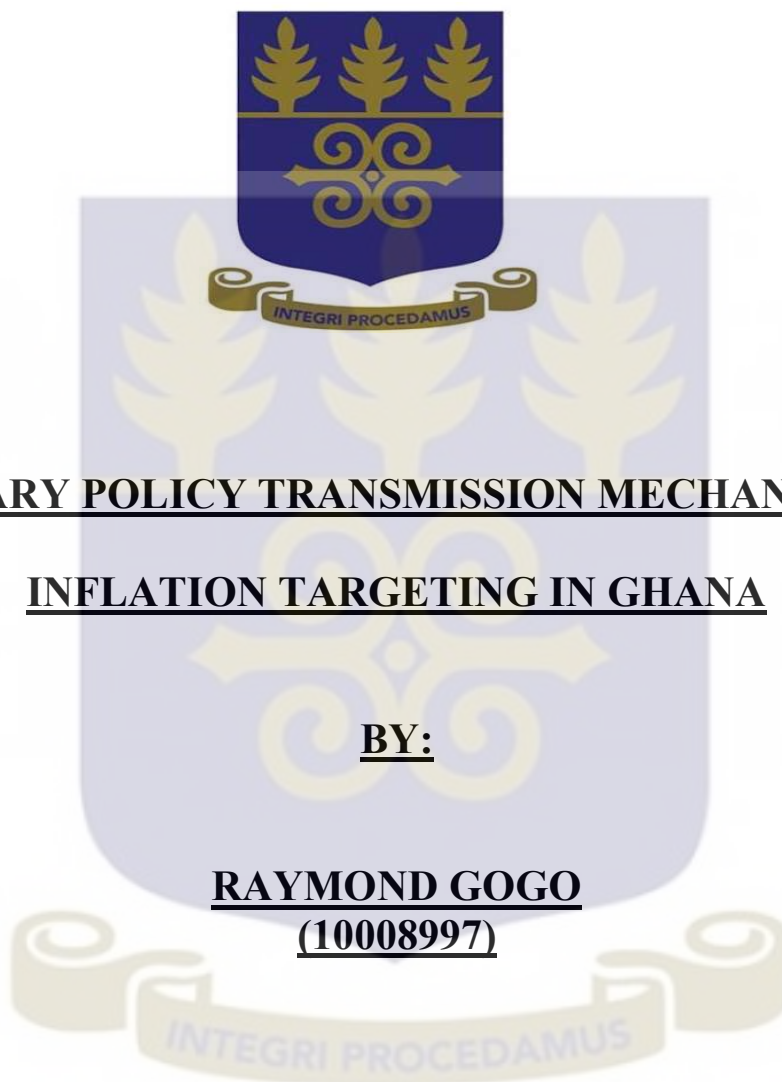 INTEGRI PROCEDAMUS
ARY POLICY TRANSMISSION MECHAN
INFLATION TARGETING IN GHANA
BY:
RAYMOND GOGO
(10008997)
INTEGRI PROCEDAMUS